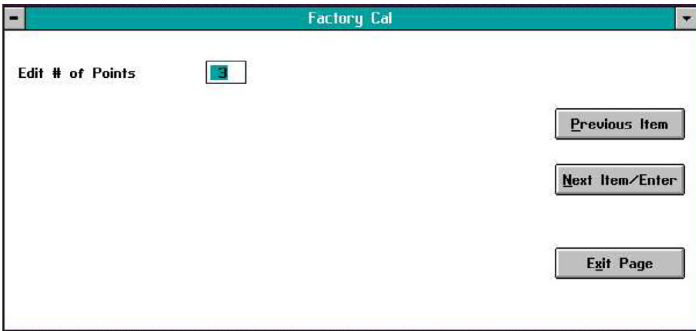 Factory Cal
Edit # of Points 3
Previous Item
Next Item/Enter
Exit Page